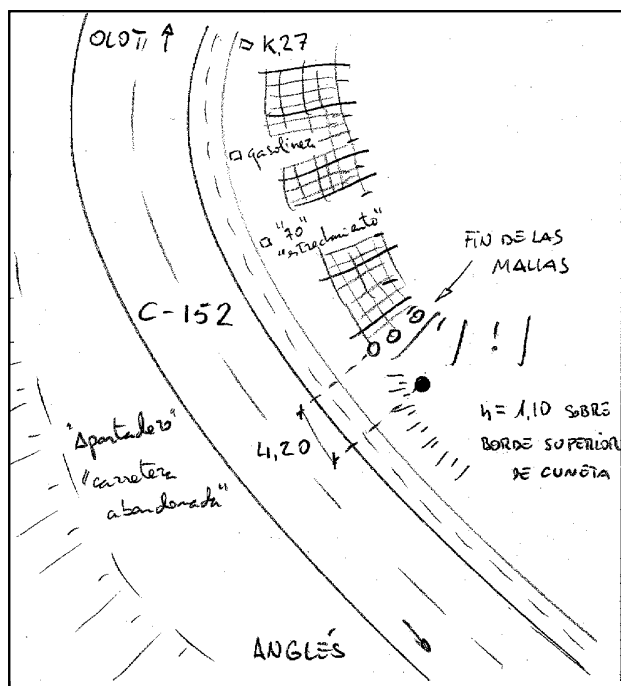 OLOT ↑
K,27
gasolinera
"70"
"estrechamiento"
FIN DE LAS
MALLAS
C-152
!
h = 1,10 SOBRE
BORDE SUPERIOR
DE CUNETA
4,20
"Apartadero"
"carretera
abandonada"
ANGLÉS